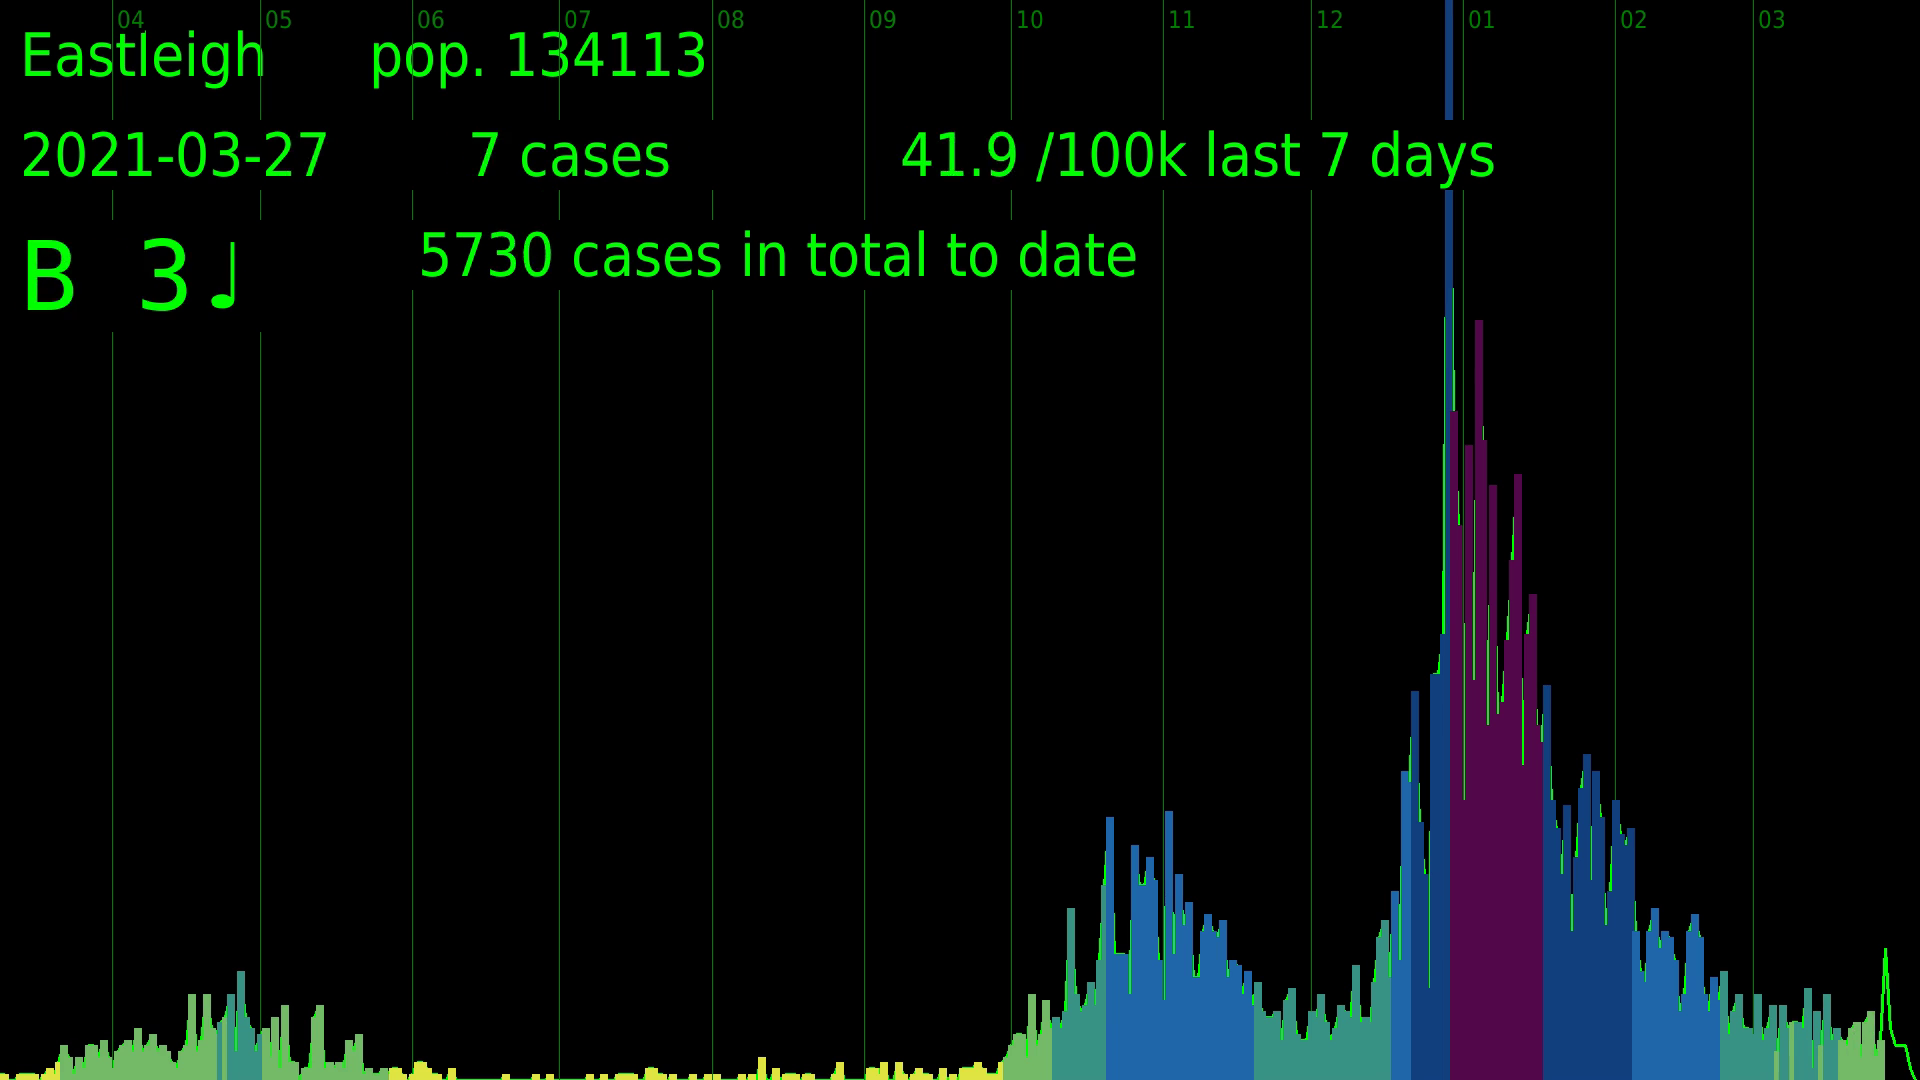 04 05 06 07 08 09 10 11 12 01 02 03
Eastleigh pop. 134113
2021-03-27 7 cases 41.9 /100k last 7 days
B 3♩ 5730 cases in total to date